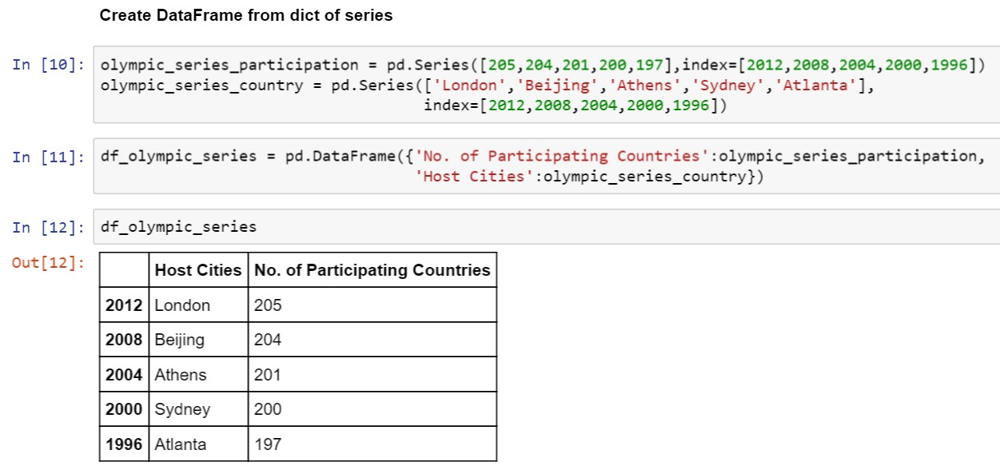 Create DataFrame from dict of series
In [10]: olympic_series_participation = pd.Series([205,204,201,200,197],index=[2012,2008,2004,2000,1996])
olympic_series_country = pd.Series(['London','Beijing','Athens','Sydney','Atlanta'],
index=[2012,2008,2004,2000,1996])
In [11]: df_olympic_series = pd.DataFrame({'No. of Participating Countries':olympic_series_participation,
'Host Cities':olympic_series_country})
In [12]: df_olympic_series
Out[12]:
Host Cities No. of Participating Countries
2012 London 205
2008 Beijing 204
2004 Athens 201
2000 Sydney 200
1996 Atlanta 197